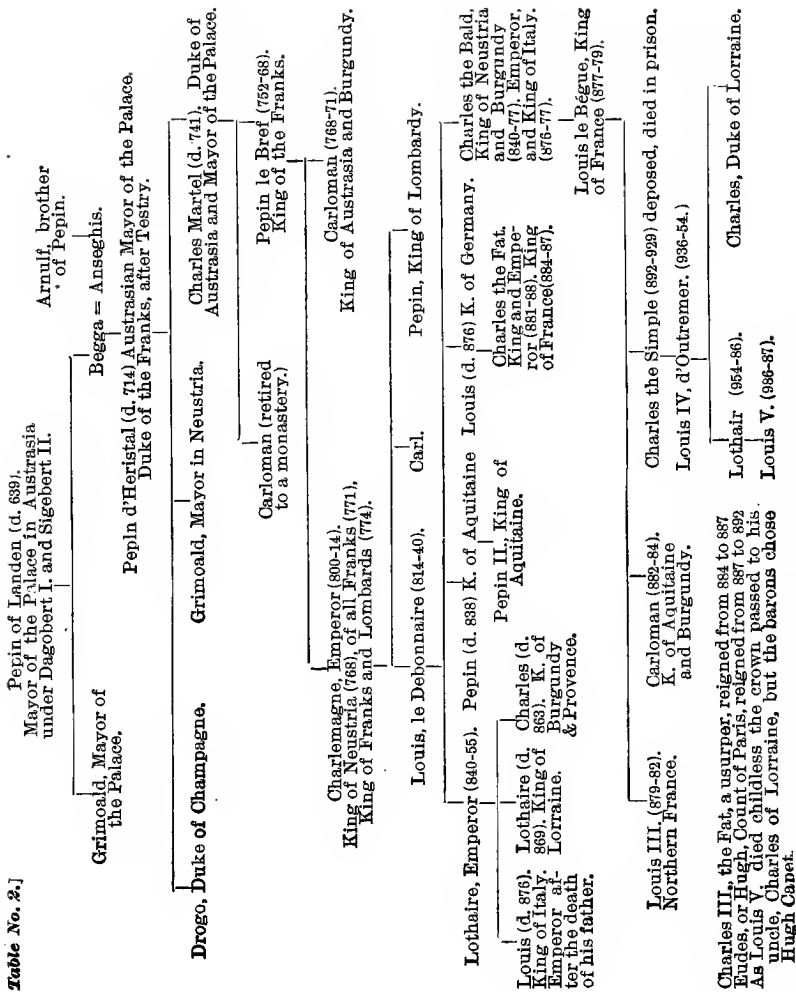 Table No. 2.]
Pepin of Landen (d. 639).
Mayor of the Palace in Austrasia
under Dagobert I. and Sigebert II.
Arnulf, brother
of Pepin.
Grimoald, Mayor of
the Palace.
Begga = Anseghis.
Pepin d'Heristal (d. 714) Austrasian Mayor of the Palace.
Duke of the Franks, after Testry.
Drogo, Duke of Champagne.
Grimoald, Mayor in Neustria.
Charles Martel (d. 741). Duke of
Austrasia and Mayor of the Palace.
Carloman (retired
to a monastery.)
Pepin le Bref (752-68).
King of the Franks.
Charlemagne, Emperor (800-14).
King of Neustria (768), of all Franks (771),
King of Franks and Lombards (774).
Carloman (768-71).
King of Austrasia and Burgundy.
Louis, le Debonnaire (814-40).
Carl.
Pepin, King of Lombardy.
Lothaire, Emperor (840-55).
Pepin (d. 838) K. of Aquitaine
Louis (d. 876) K. of Germany.
Charles the Bald,
King of Neustria
and Burgundy
(840-77). Emperor,
and King of Italy.
(876-77).
Louis (d. 876).
King of Italy.
Emperor af-
ter the death
of his father.
Lothaire (d.
869). King of
Lorraine.
Charles (d.
863). K. of
Burgundy
& Provence.
Pepin II., King of
Aquitaine.
Charles the Fat,
King and Empe-
ror (881-88). King
of France (884-87).
Louis le Bégue, King
of France (877-79).
Louis III. (879-82).
Northern France.
Carloman (882-84).
K. of Aquitaine
and Burgundy.
Charles the Simple (892-929) deposed, died in prison.
Louis IV, d'Outremer. (936-54.)
Lothair (954-86).
Charles, Duke of Lorraine.
Louis V. (986-87).
Charles III., the Fat, a usurper, reigned from 884 to 887
Eudes, or Hugh, Count of Paris, reigned from 887 to 892
As Louis V. died childless the crown passed to his
uncle, Charles of Lorraine, but the barons chose
Hugh Capet.